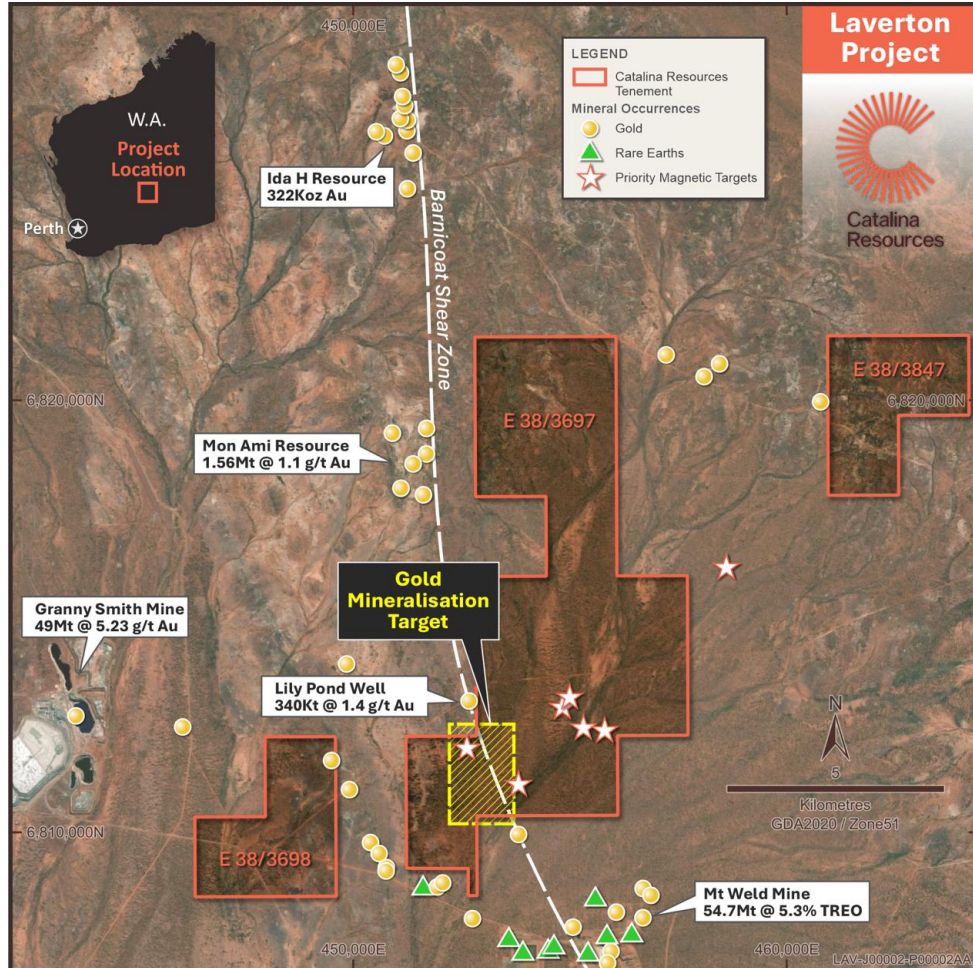 450,000E
Laverton
Project
Catalina
Resources
LEGEND
Catalina Resources
Tenement
Mineral Occurrences
Gold
Rare Earths
Priority Magnetic Targets
W.A.
Project
Location
Perth
Ida H Resource
322Koz Au
Barnicoat Shear Zone
6,820,000N
E 38/3697
E 38/3847
6,820,000N
Mon Ami Resource
1.56Mt @ 1.1 g/t Au
Gold
Mineralisation
Target
Granny Smith Mine
49Mt @ 5.23 g/t Au
Lily Pond Well
340Kt @ 1.4 g/t Au
N
5
Kilometres
GDA2020 / Zone51
6,810,000N
E 38/3698
Mt Weld Mine
54.7Mt @ 5.3% TREO
450,000E
460,000E
LAV-J00002-P00002AA